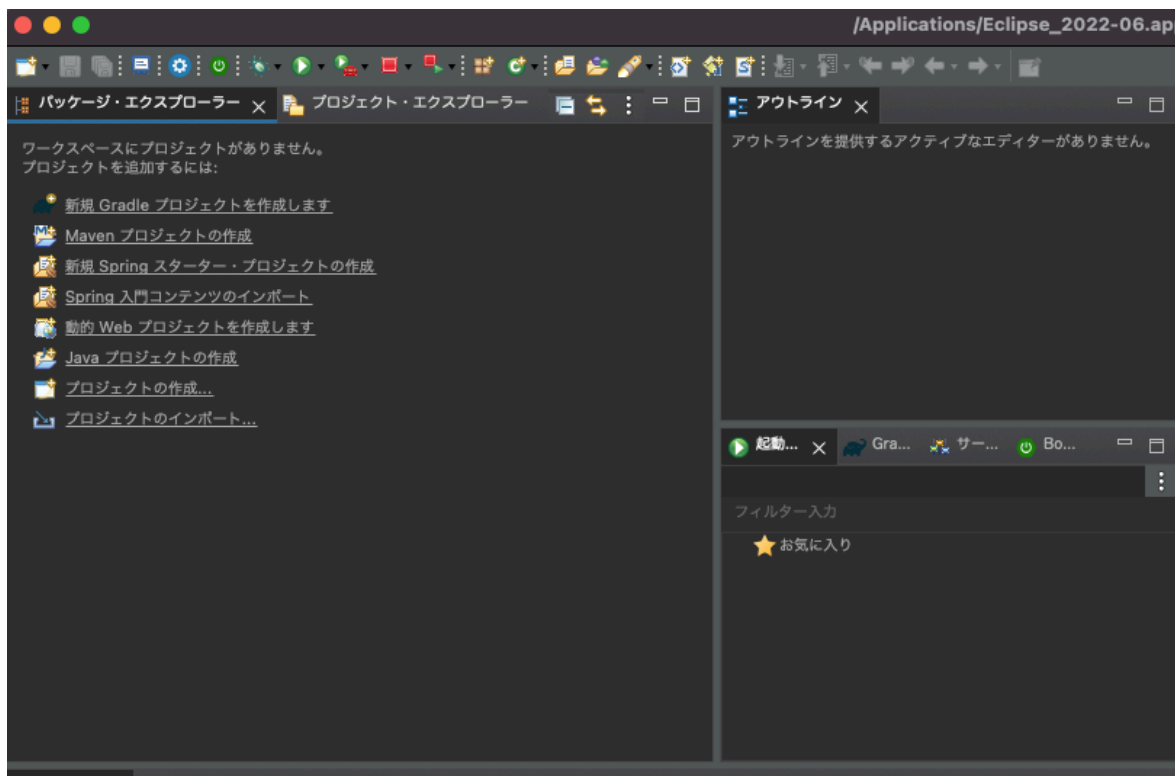 /Applications/Eclipse_2022-06.ap
パッケージ・エクスプローラー
プロジェクト・エクスプローラー
ワークスペースにプロジェクトがありません。
プロジェクトを追加するには:
新規 Gradle プロジェクトを作成します
Maven プロジェクトの作成
新規 Spring スターター・プロジェクトの作成
Spring 入門コンテンツのインポート
動的 Web プロジェクトを作成します
Java プロジェクトの作成
プロジェクトの作成...
プロジェクトのインポート...
アウトライン
アウトラインを提供するアクティブなエディターがありません。
起動...
Gra...
サー...
Bo...
フィルター入力
お気に入り